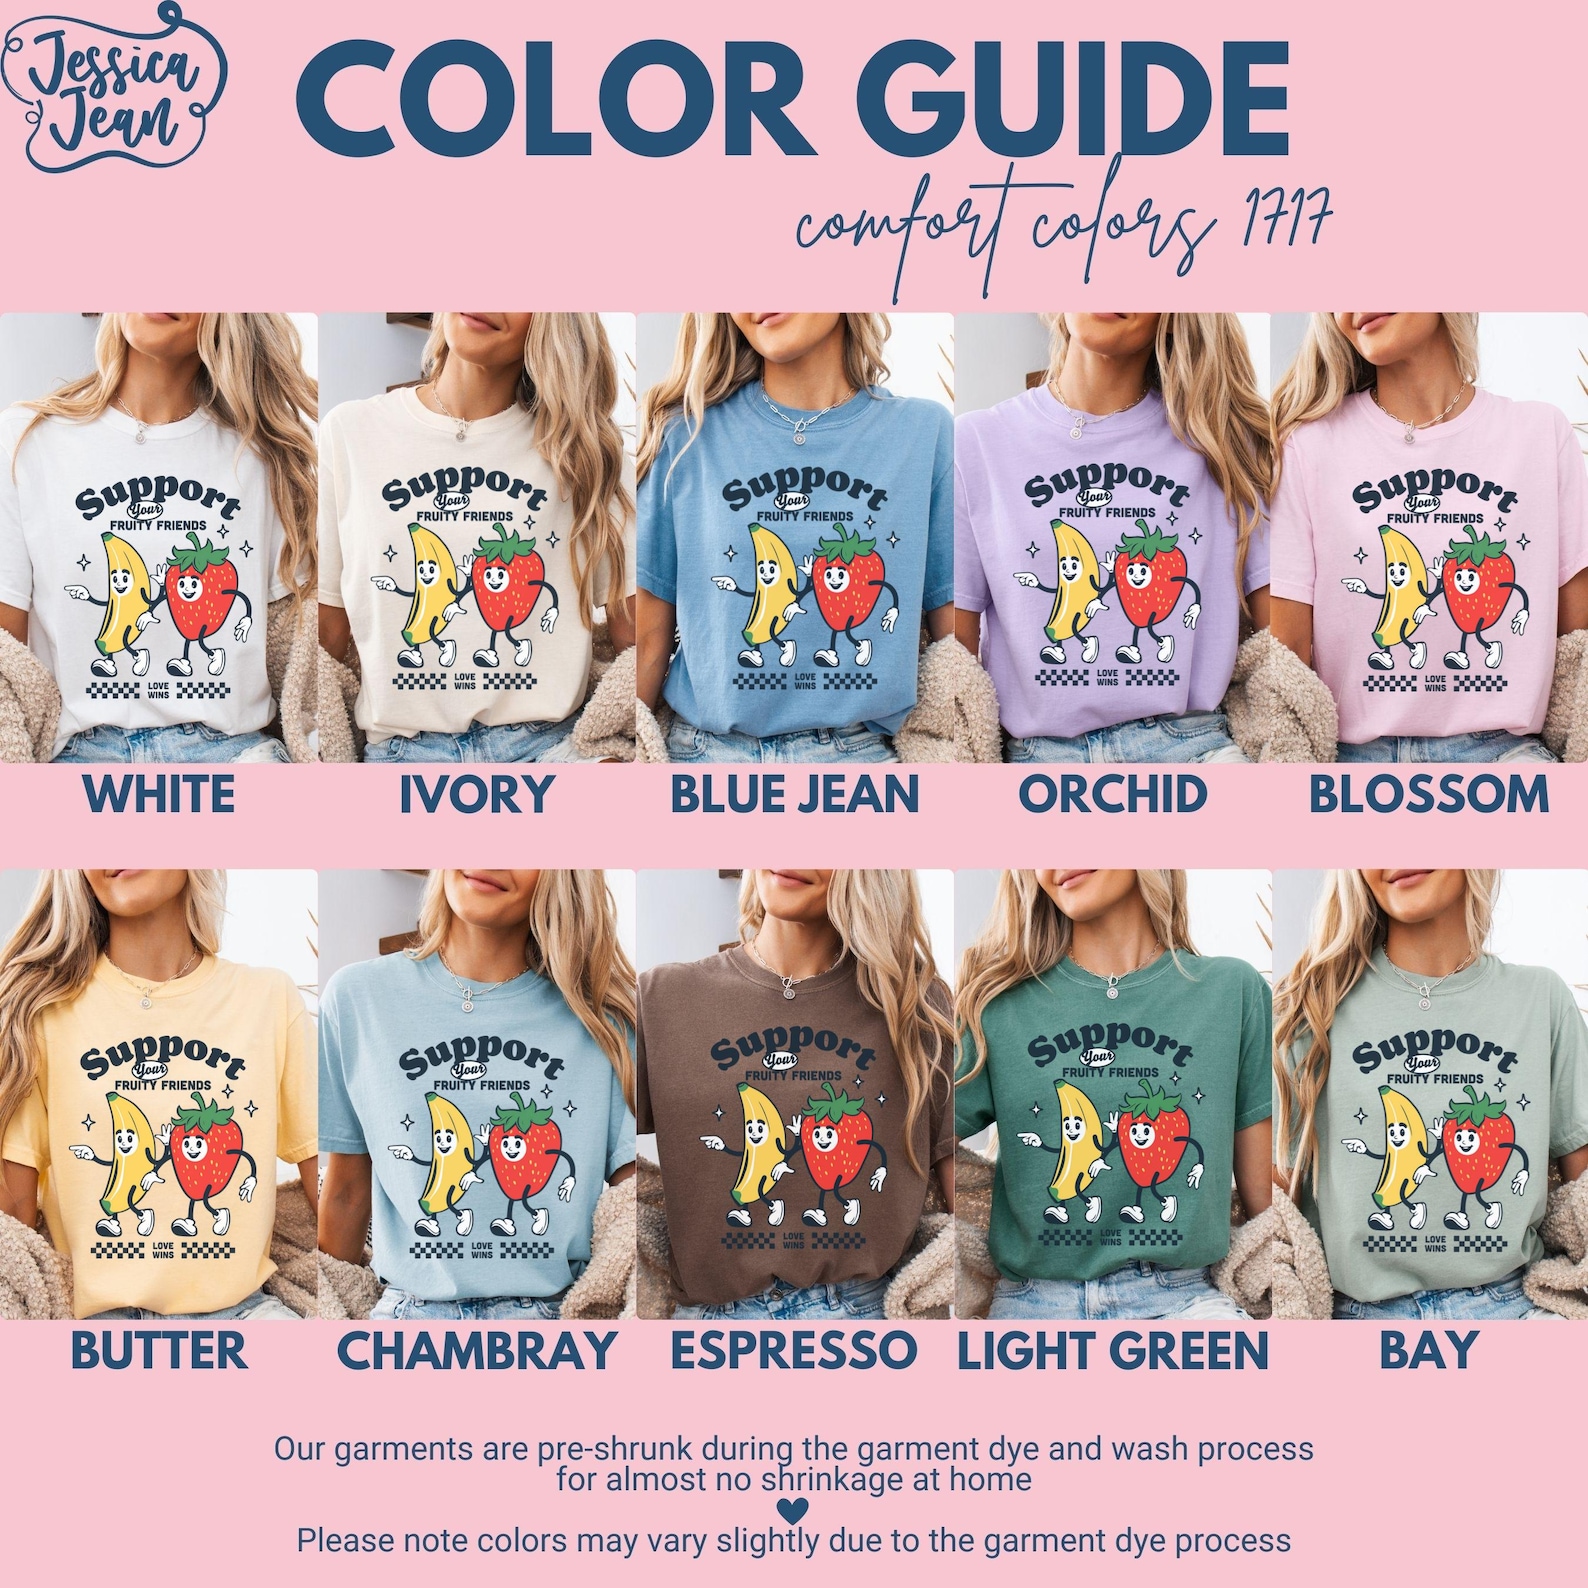 Jessica
Jean
COLOR GUIDE
comfort colors 1717
Support
Your
FRUITY FRIENDS
LOVE
WINS
WHITE
Support
Your
FRUITY FRIENDS
LOVE
WINS
IVORY
Support
Your
FRUITY FRIENDS
LOVE
WINS
BLUE JEAN
Support
Your
FRUITY FRIENDS
LOVE
WINS
ORCHID
Support
Your
FRUITY FRIENDS
LOVE
WINS
BLOSSOM
Support
Your
FRUITY FRIENDS
LOVE
WINS
BUTTER
Support
Your
FRUITY FRIENDS
LOVE
WINS
CHAMBRAY
Support
Your
FRUITY FRIENDS
LOVE
WINS
ESPRESSO
Support
Your
FRUITY FRIENDS
LOVE
WINS
LIGHT GREEN
Support
Your
FRUITY FRIENDS
LOVE
WINS
BAY
Our garments are pre-shrunk during the garment dye and wash process
for almost no shrinkage at home
Please note colors may vary slightly due to the garment dye process